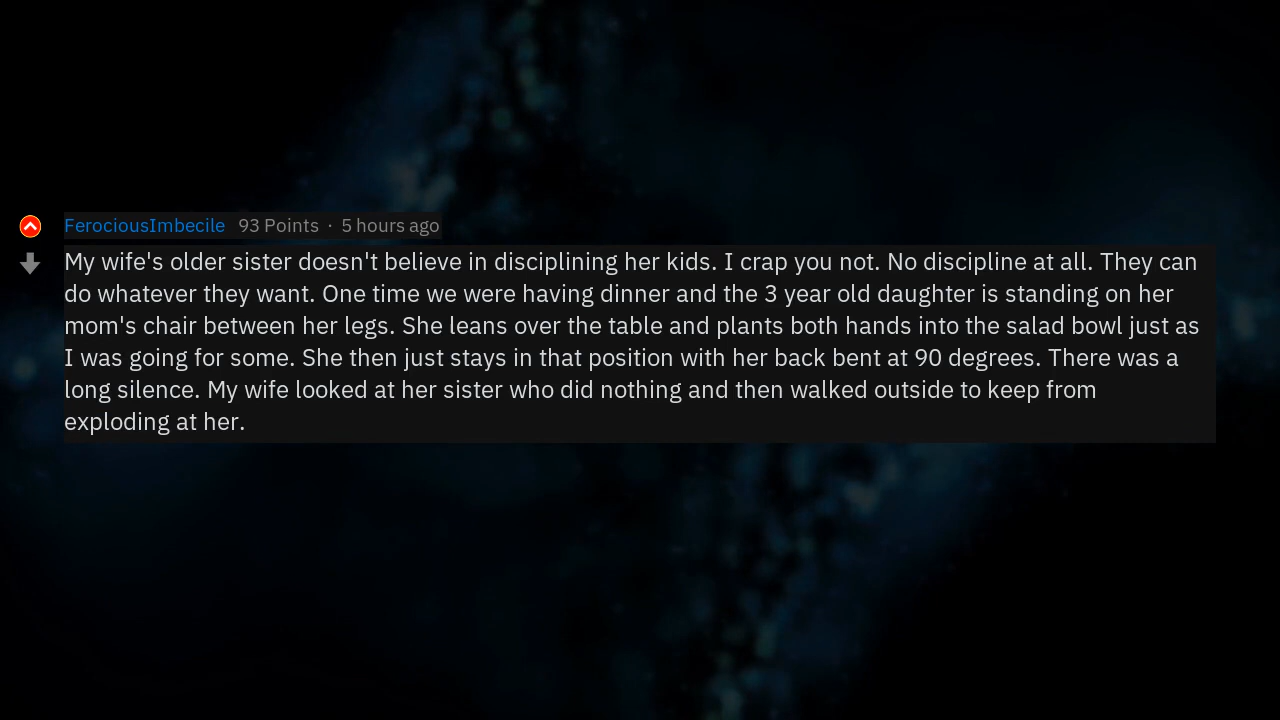 FerociousImbecile 93 Points · 5 hours ago
My wife's older sister doesn't believe in disciplining her kids. I crap you not. No discipline at all. They can
do whatever they want. One time we were having dinner and the 3 year old daughter is standing on her
mom's chair between her legs. She leans over the table and plants both hands into the salad bowl just as
I was going for some. She then just stays in that position with her back bent at 90 degrees. There was a
long silence. My wife looked at her sister who did nothing and then walked outside to keep from
exploding at her.